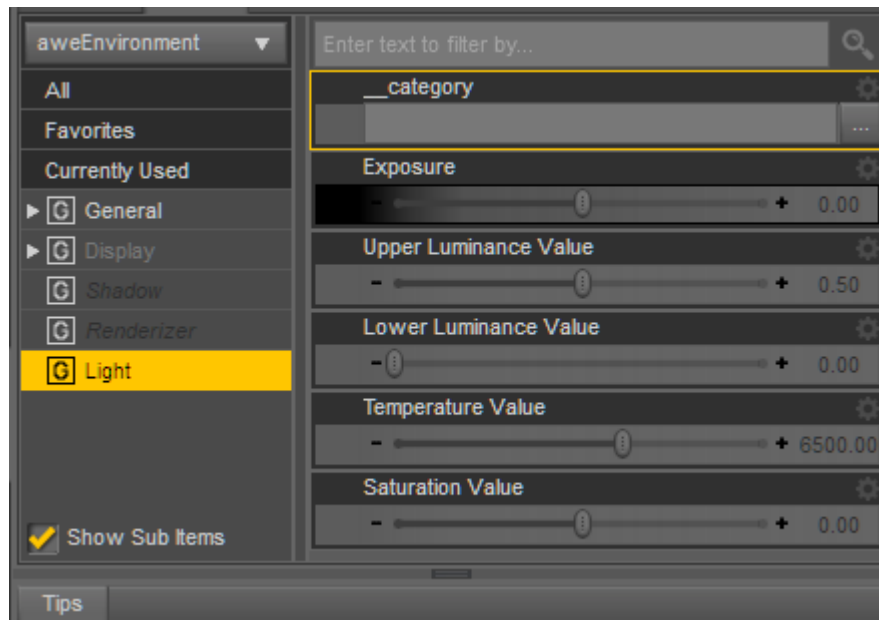 aweEnvironment
All
Favorites
Currently Used
G General
G Display
G Shadow
G Renderizer
G Light
Show Sub Items
Enter text to filter by...
__category
...
Exposure
- + 0.00
Upper Luminance Value
- + 0.50
Lower Luminance Value
- + 0.00
Temperature Value
- + 6500.00
Saturation Value
- + 0.00
Tips